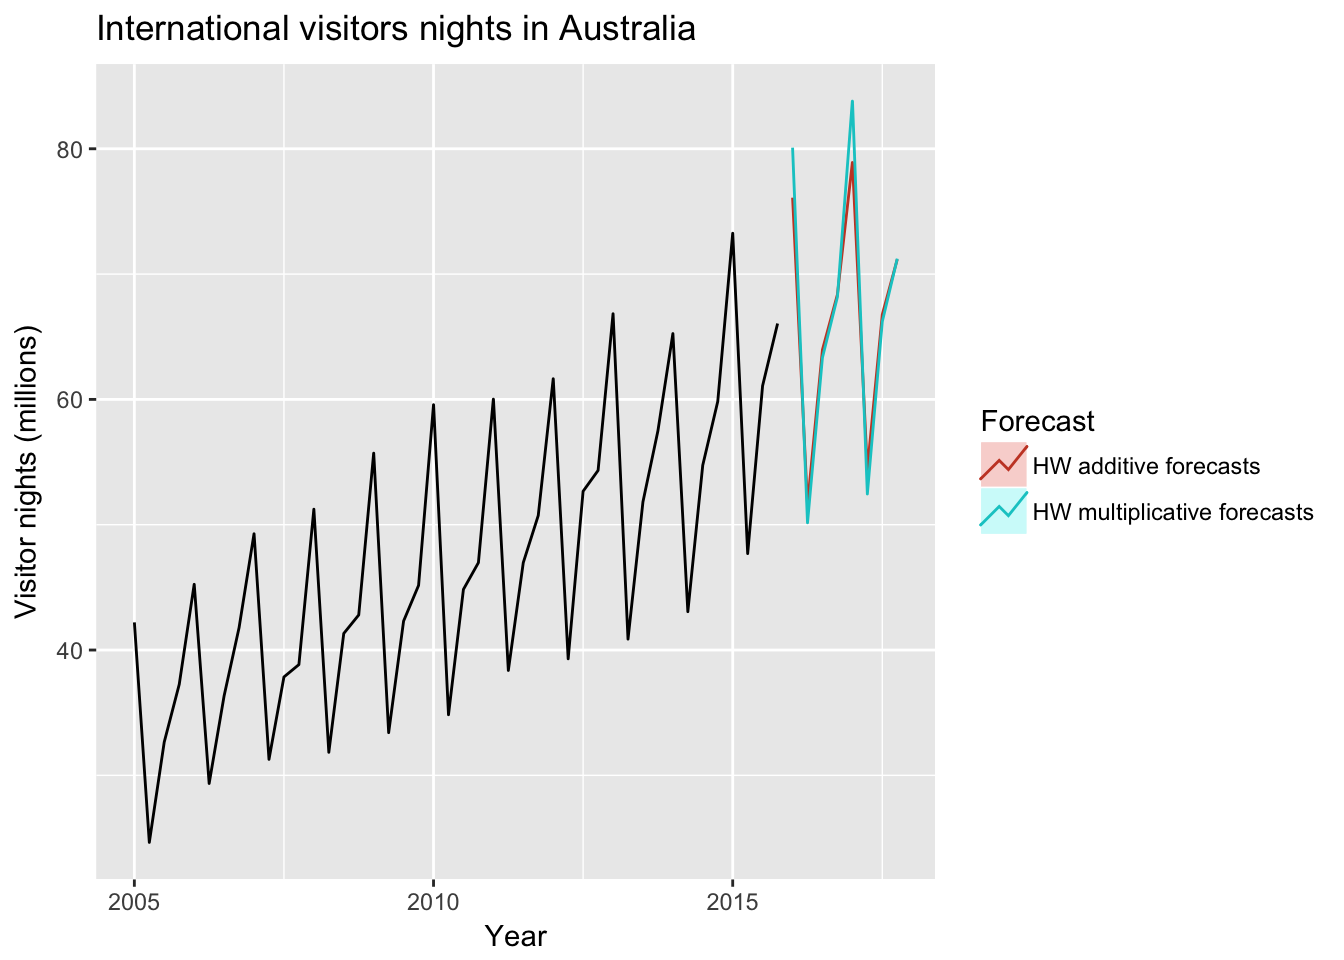 International visitors nights in Australia
80
60
40
Visitor nights (millions)
2005
2010
2015
Year
Forecast
HW additive forecasts
HW multiplicative forecasts